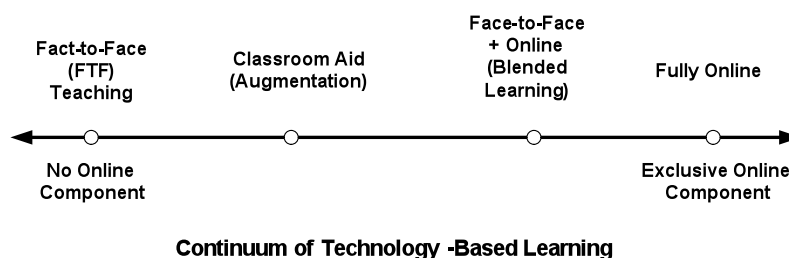 Fact-to-Face
(FTF)
Teaching
Classroom Aid
(Augmentation)
Face-to-Face
+ Online
(Blended
Learning)
Fully Online
No Online
Component
Exclusive Online
Component
Continuum of Technology -Based Learning